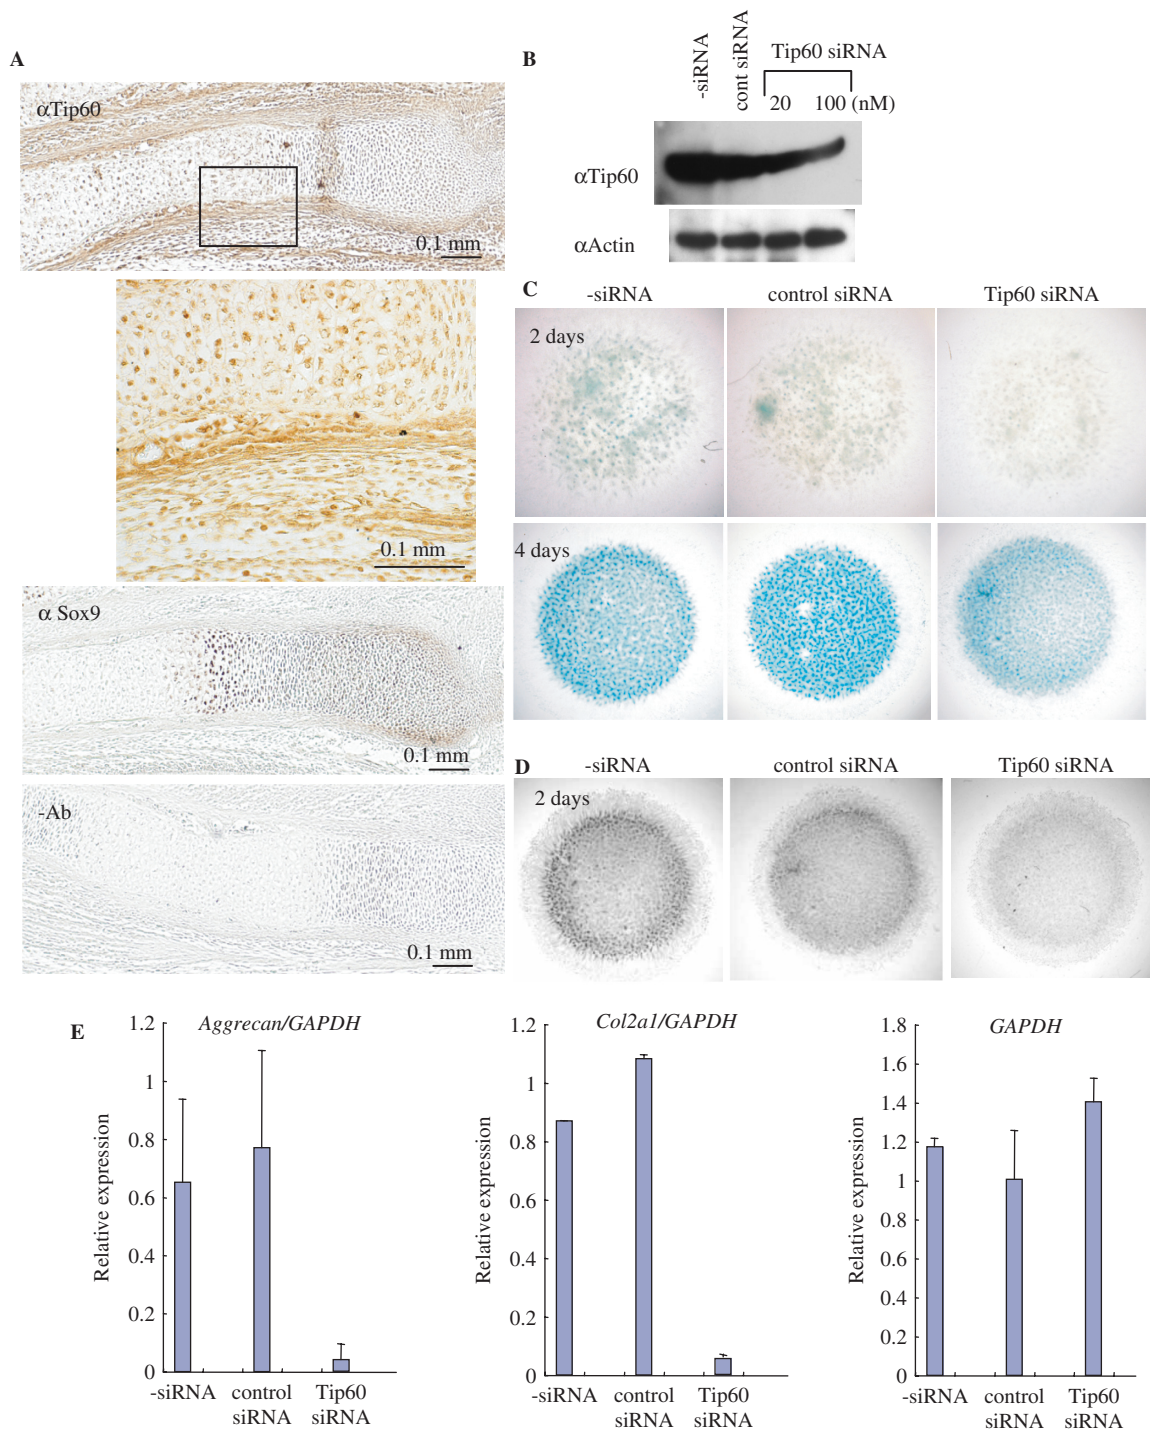 A
αTip60
0.1 mm
0.1 mm
α Sox9
0.1 mm
-Ab
0.1 mm
B
-siRNA
cont siRNA
Tip60 siRNA
20 100 (nM)
αTip60
αActin
C
-siRNA control siRNA Tip60 siRNA
2 days
4 days
D
-siRNA control siRNA Tip60 siRNA
2 days
E
Aggrecan/GAPDH
Relative expression
1.2
1
0.8
0.6
0.4
0.2
0
-siRNA control siRNA Tip60 siRNA
Col2a1/GAPDH
Relative expression
1.2
1
0.8
0.6
0.4
0.2
0
-siRNA control siRNA Tip60 siRNA
GAPDH
Relative expression
1.8
1.6
1.4
1.2
1
0.8
0.6
0.4
0.2
0
-siRNA control siRNA Tip60 siRNA